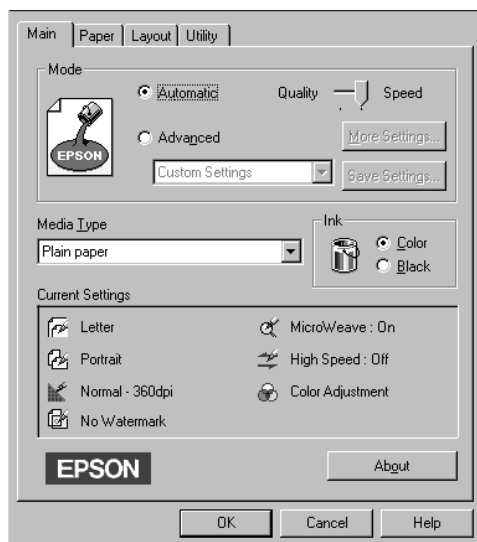 Main Paper Layout Utility
Mode
Automatic Quality Speed
EPSON
Advanced More Settings...
Custom Settings Save Settings...
Media Type Ink
Plain paper Color
Black
Current Settings
Letter MicroWeave : On
Portrait High Speed : Off
Normal - 360dpi Color Adjustment
No Watermark
EPSON About
OK Cancel Help